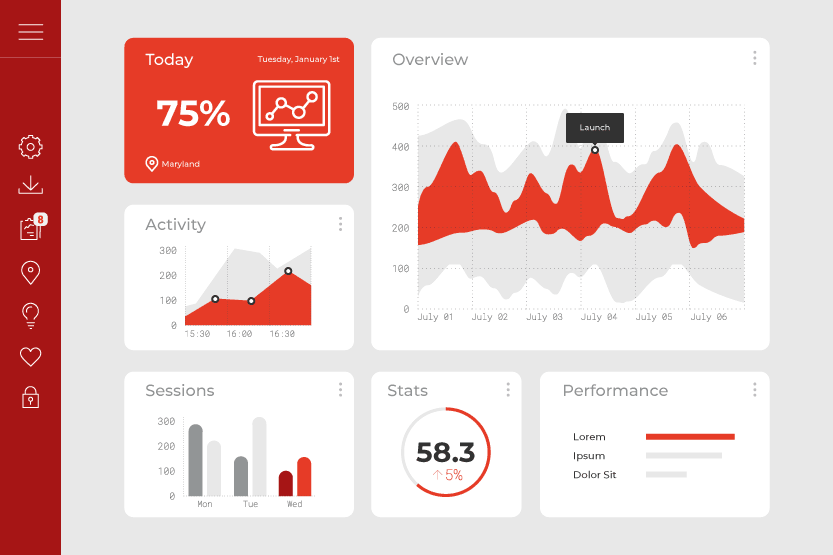 8
Today
Tuesday, January 1st
75%
Maryland
Overview
500
400
300
200
100
0
Launch
July 01 July 02 July 03 July 04 July 05 July 06
Activity
300
200
100
0
15:30 16:00 16:30
Sessions
300
200
100
0
Mon Tue Wed
Stats
58.3
↑5%
Performance
Lorem
Ipsum
Dolor Sit